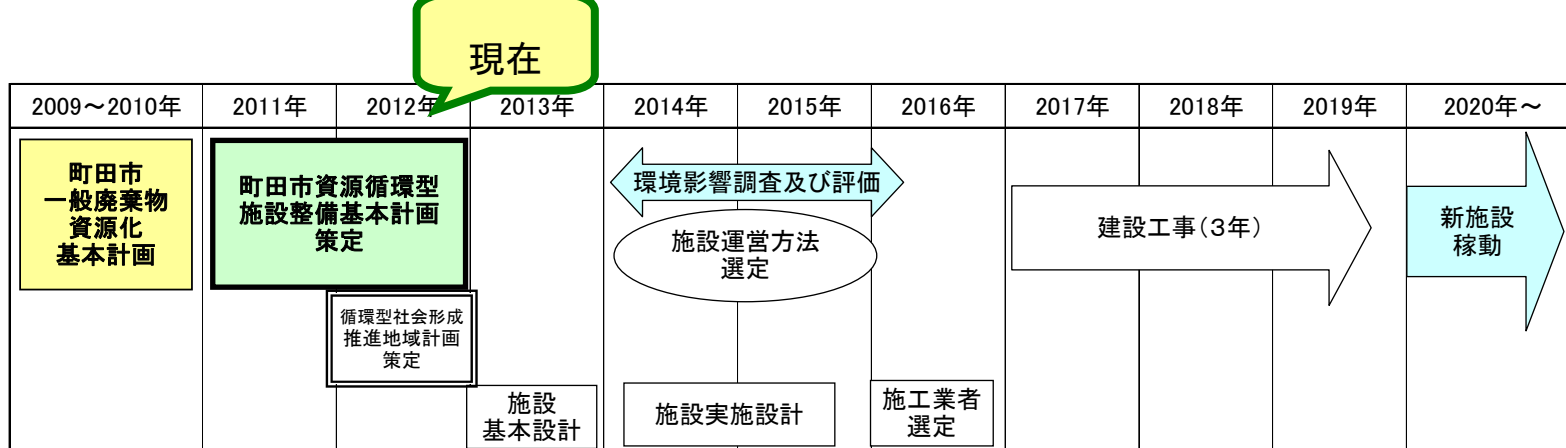 現在
2009～2010年
2011年
2012年
2013年
2014年
2015年
2016年
2017年
2018年
2019年
2020年～
町田市
一般廃棄物
資源化
基本計画
町田市資源循環型
施設整備基本計画
策定
環境影響調査及び評価
施設運営方法
選定
建設工事（3年）
新施設
稼動
循環型社会形成
推進地域計画
策定
施設
基本設計
施設実施設計
施工業者
選定